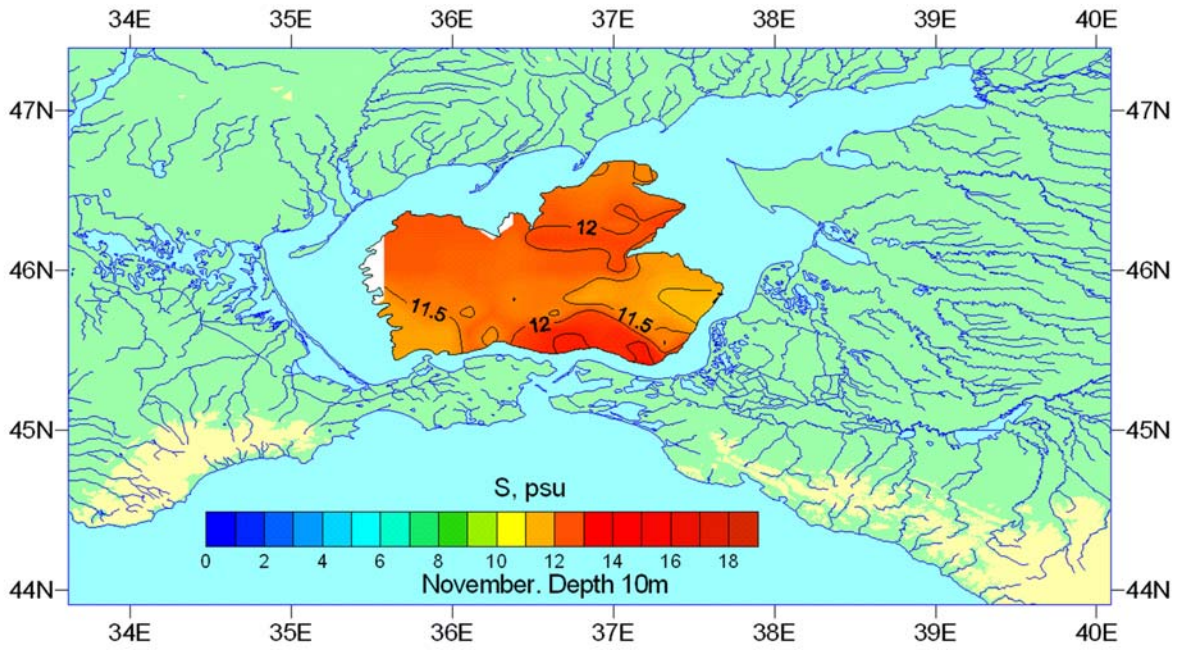 34E 35E 36E 37E 38E 39E 40E
47N 47N
12
46N 46N
11.5 12 11.5
45N 45N
S, psu
0 2 4 6 8 10 12 14 16 18
November. Depth 10m
44N 44N
34E 35E 36E 37E 38E 39E 40E